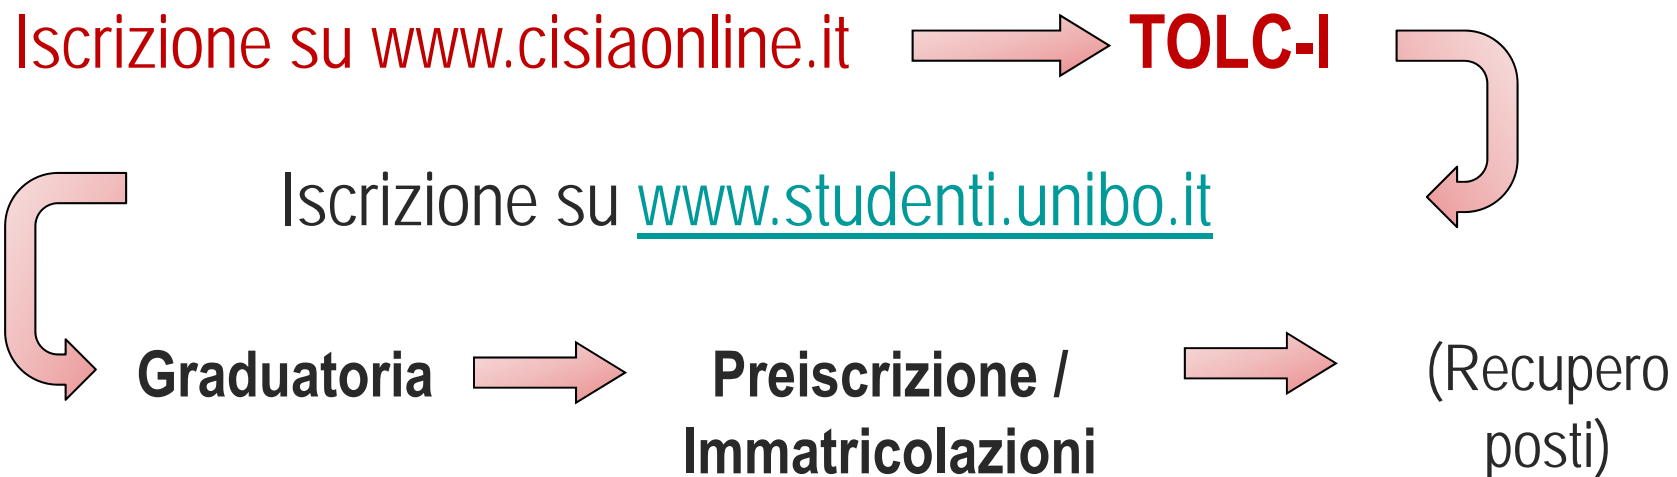 Iscrizione su www.cisiaonline.it TOLC-I
Iscrizione su www.studenti.unibo.it
Graduatoria Preiscrizione / (Recupero
Immatricolazioni posti)